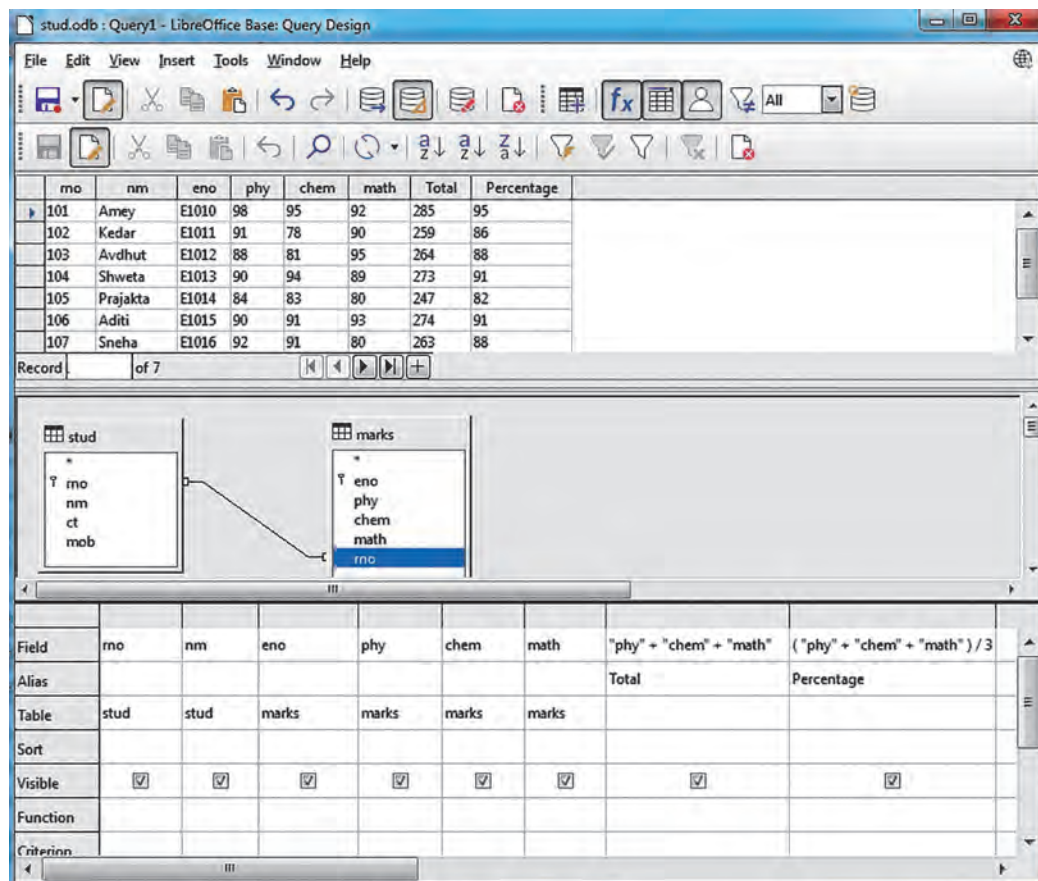 stud.odb : Query1 - LibreOffice Base: Query Design
File Edit View Insert Tools Window Help
All
rno nm eno phy chem math Total Percentage
101 Amey E1010 98 95 92 285 95
102 Kedar E1011 91 78 90 259 86
103 Avdhut E1012 88 81 95 264 88
104 Shweta E1013 90 94 89 273 91
105 Prajakta E1014 84 83 80 247 82
106 Aditi E1015 90 91 93 274 91
107 Sneha E1016 92 91 80 263 88
Record of 7
stud
*
rno
nm
ct
mob
marks
*
eno
phy
chem
math
rno
Field rno nm eno phy chem math "phy" + "chem" + "math" ( "phy" + "chem" + "math" ) / 3
Alias Total Percentage
Table stud stud marks marks marks marks
Sort
Visible
Function
Criterion